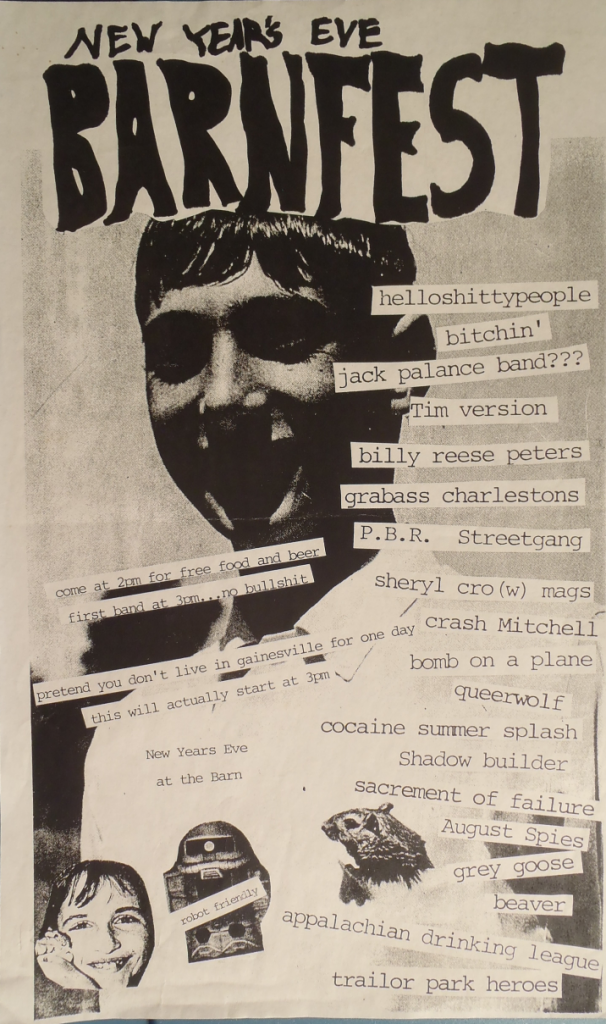 NEW YEAR'S EVE
BARNFEST
helloshittypeople
bitchin'
jack palance band???
Tim version
billy reese peters
grabass charlestons
P.B.R. Streetgang
come at 2pm for free food and beer
first band at 3pm...no bullshit
sheryl cro(w) mags
crash Mitchell
pretend you don't live in gainesville for one day
this will actually start at 3pm
bomb on a plane
queerwolf
cocaine summer splash
New Years Eve
at the Barn
Shadow builder
sacrement of failure
August Spies
grey goose
robot friendly
beaver
appalachian drinking league
trailor park heroes